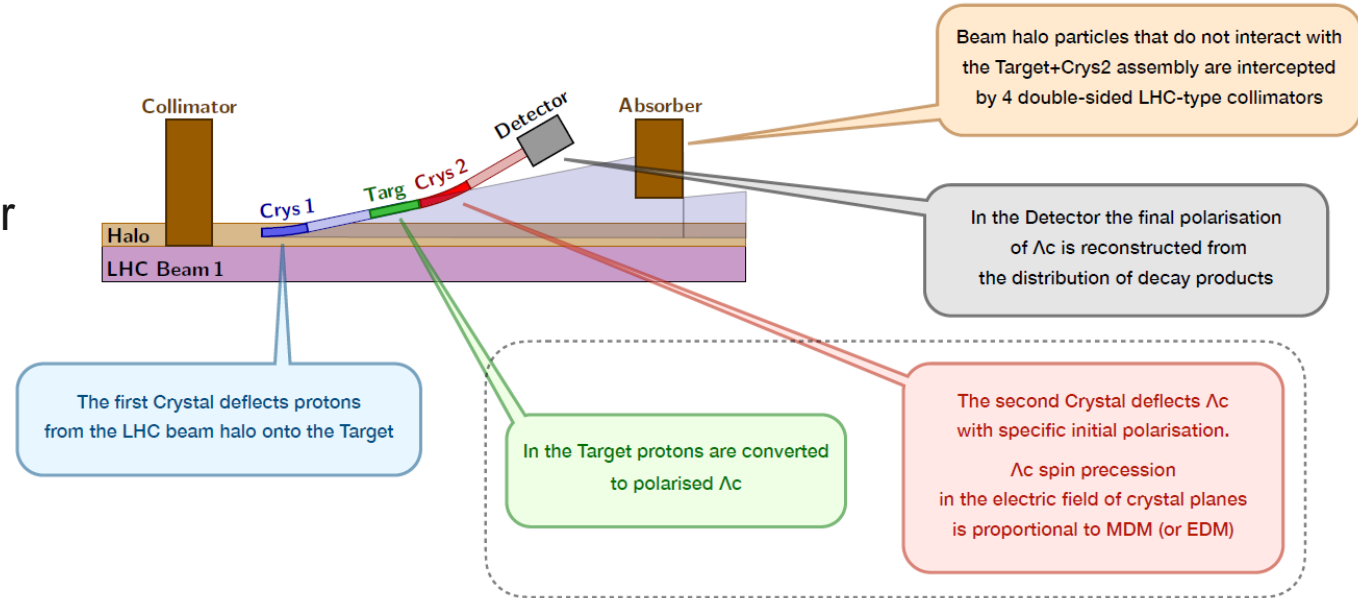 Collimator
Detector
Absorber
Crys 2
Targ
Crys 1
Halo
LHC Beam 1
r
Beam halo particles that do not interact with
the Target+Crys2 assembly are intercepted
by 4 double-sided LHC-type collimators
In the Detector the final polarisation
of Λc is reconstructed from
the distribution of decay products
The first Crystal deflects protons
from the LHC beam halo onto the Target
In the Target protons are converted
to polarised Λc
The second Crystal deflects Λc
with specific initial polarisation.
Λc spin precession
in the electric field of crystal planes
is proportional to MDM (or EDM)